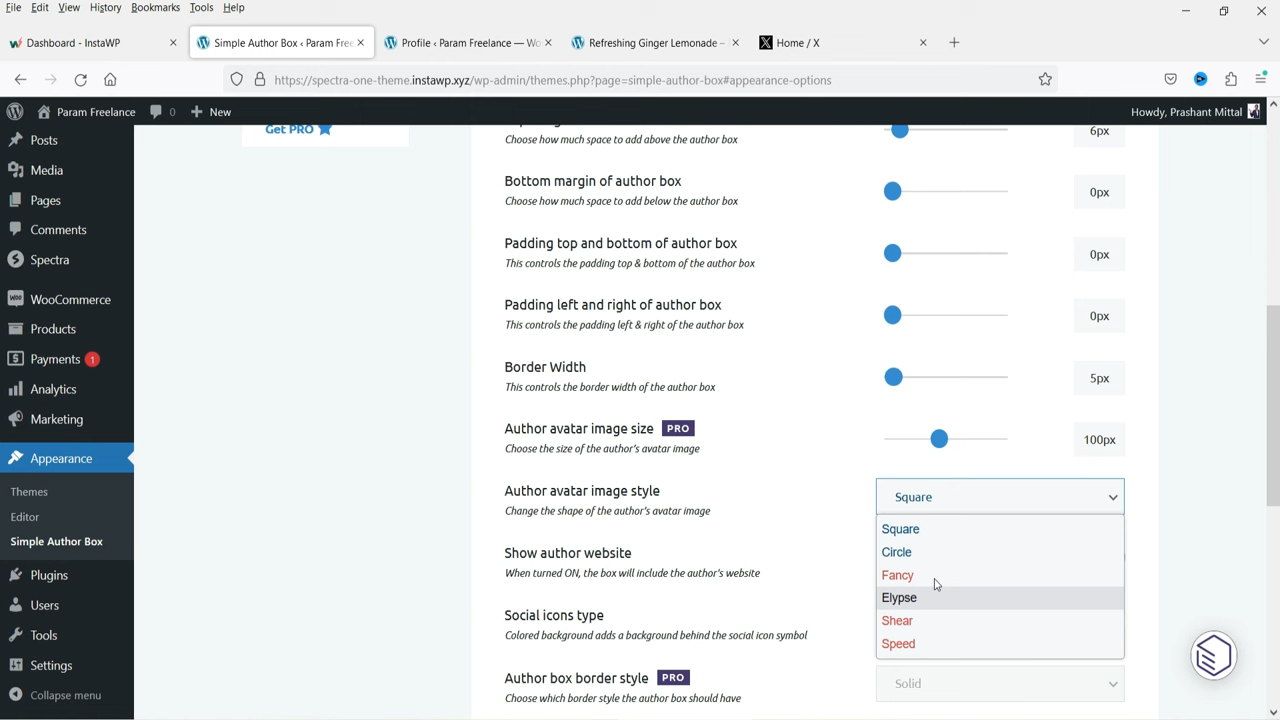 File Edit View History Bookmarks Tools Help
Dashboard - InstaWP
Simple Author Box ‹ Param Free
Profile ‹ Param Freelance — Wo
Refreshing Ginger Lemonade –
Home / X
https://spectra-one-theme.instawp.xyz/wp-admin/themes.php?page=simple-author-box#appearance-options
Param Freelance
0
New
Howdy, Prashant Mittal
Posts
Media
Pages
Comments
Spectra
WooCommerce
Products
Payments 1
Analytics
Marketing
Appearance
Themes
Editor
Simple Author Box
Plugins
Users
Tools
Settings
Collapse menu
Get PRO
Choose how much space to add above the author box
6px
Bottom margin of author box
Choose how much space to add below the author box
0px
Padding top and bottom of author box
This controls the padding top & bottom of the author box
0px
Padding left and right of author box
This controls the padding left & right of the author box
0px
Border Width
This controls the border width of the author box
5px
Author avatar image size PRO
Choose the size of the author's avatar image
100px
Author avatar image style
Change the shape of the author's avatar image
Square
Square
Circle
Fancy
Elypse
Shear
Speed
Show author website
When turned ON, the box will include the author's website
Social icons type
Colored background adds a background behind the social icon symbol
Author box border style PRO
Choose which border style the author box should have
Solid